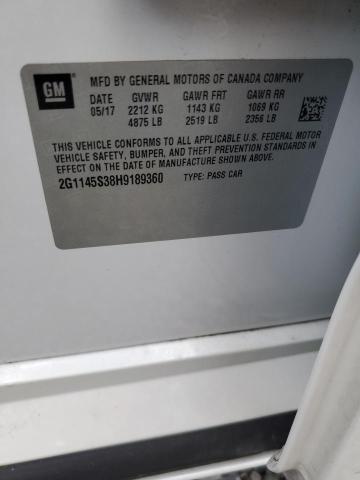 GM
MFD BY GENERAL MOTORS OF CANADA COMPANY
DATE GVWR GAWR FRT GAWR RR
05/17 2212 KG 1143 KG 1069 KG
4875 LB 2519 LB 2356 LB
THIS VEHICLE CONFORMS TO ALL APPLICABLE U.S. FEDERAL MOTOR
VEHICLE SAFETY, BUMPER, AND THEFT PREVENTION STANDARDS IN
EFFECT ON THE DATE OF MANUFACTURE SHOWN ABOVE.
2G1145S38H9189360 TYPE: PASS CAR